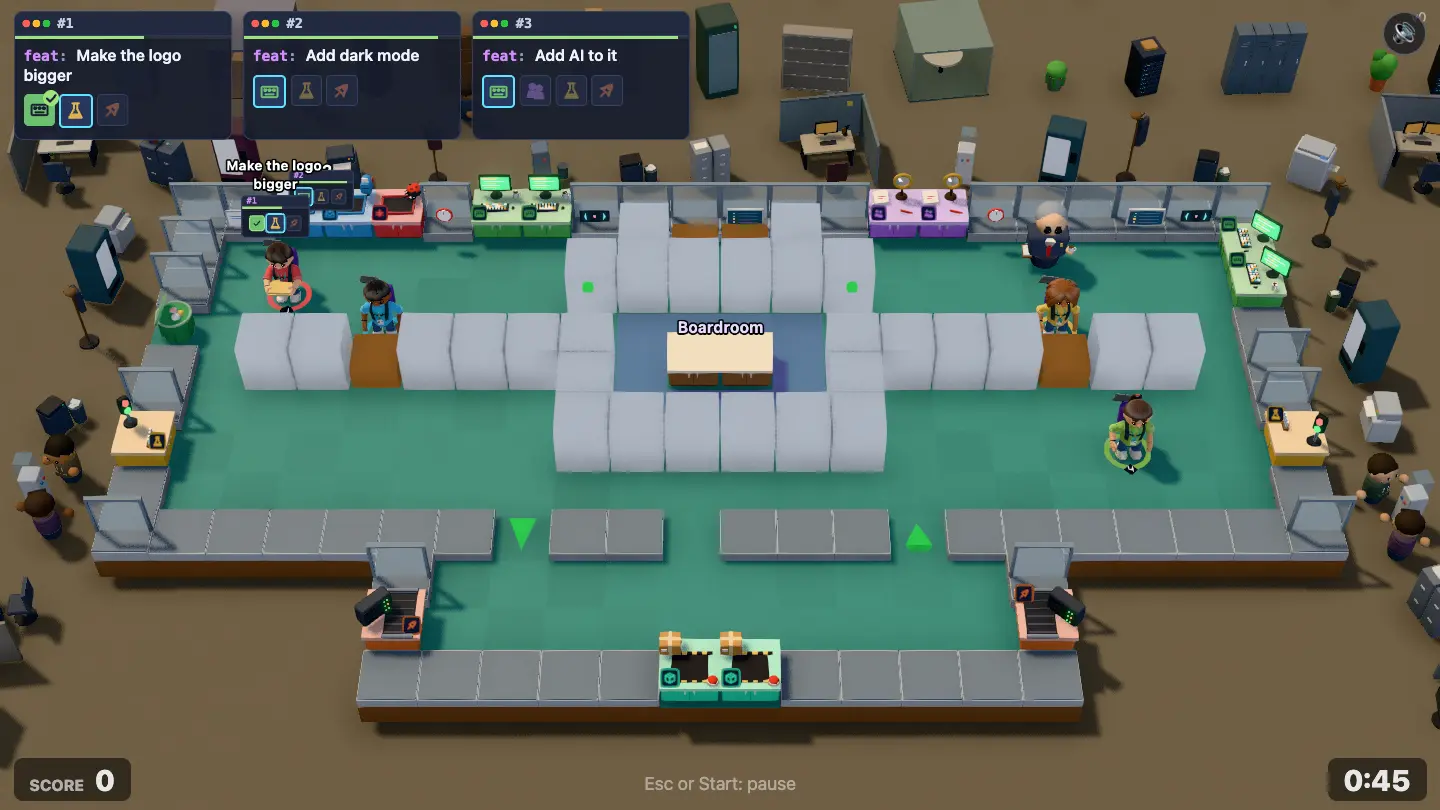 #1
feat: Make the logo
bigger
#2
feat: Add dark mode
#3
feat: Add AI to it
0
Make the logo
bigger
#2
#1
Boardroom
SCORE 0
Esc or Start: pause
0:45